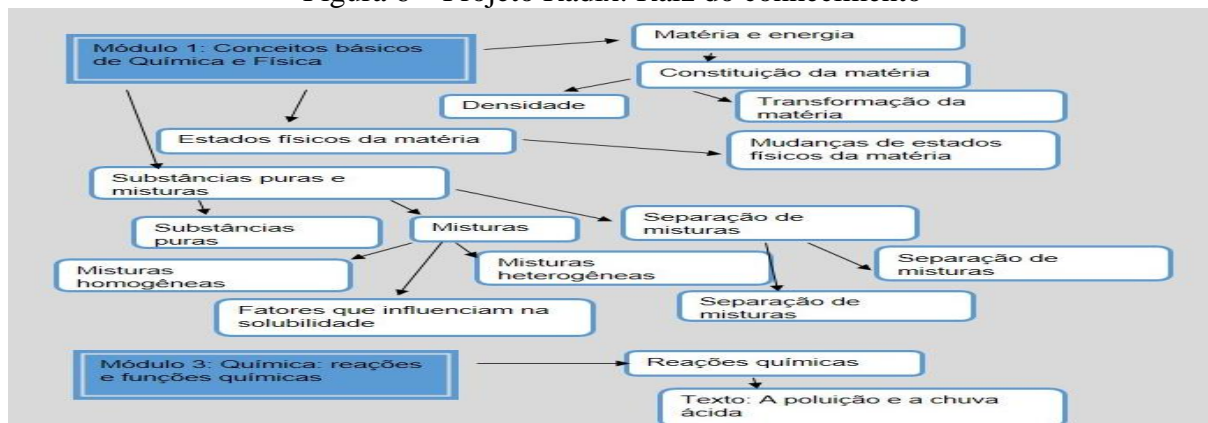 Figura 6 – Projeto Radix: Raiz do conhecimento
Módulo 1: Conceitos básicos
de Química e Física
Matéria e energia
Constituição da matéria
Densidade
Transformação da
matéria
Estados físicos da matéria
Mudanças de estados
físicos da matéria
Substâncias puras e
misturas
Substâncias
puras
Misturas
Separação de
misturas
Misturas
homogêneas
Misturas
heterogêneas
Separação de
misturas
Fatores que influenciam na
solubilidade
Separação de
misturas
Módulo 3: Química: reações
e funções químicas
Reações químicas
Texto: A poluição e a chuva
ácida